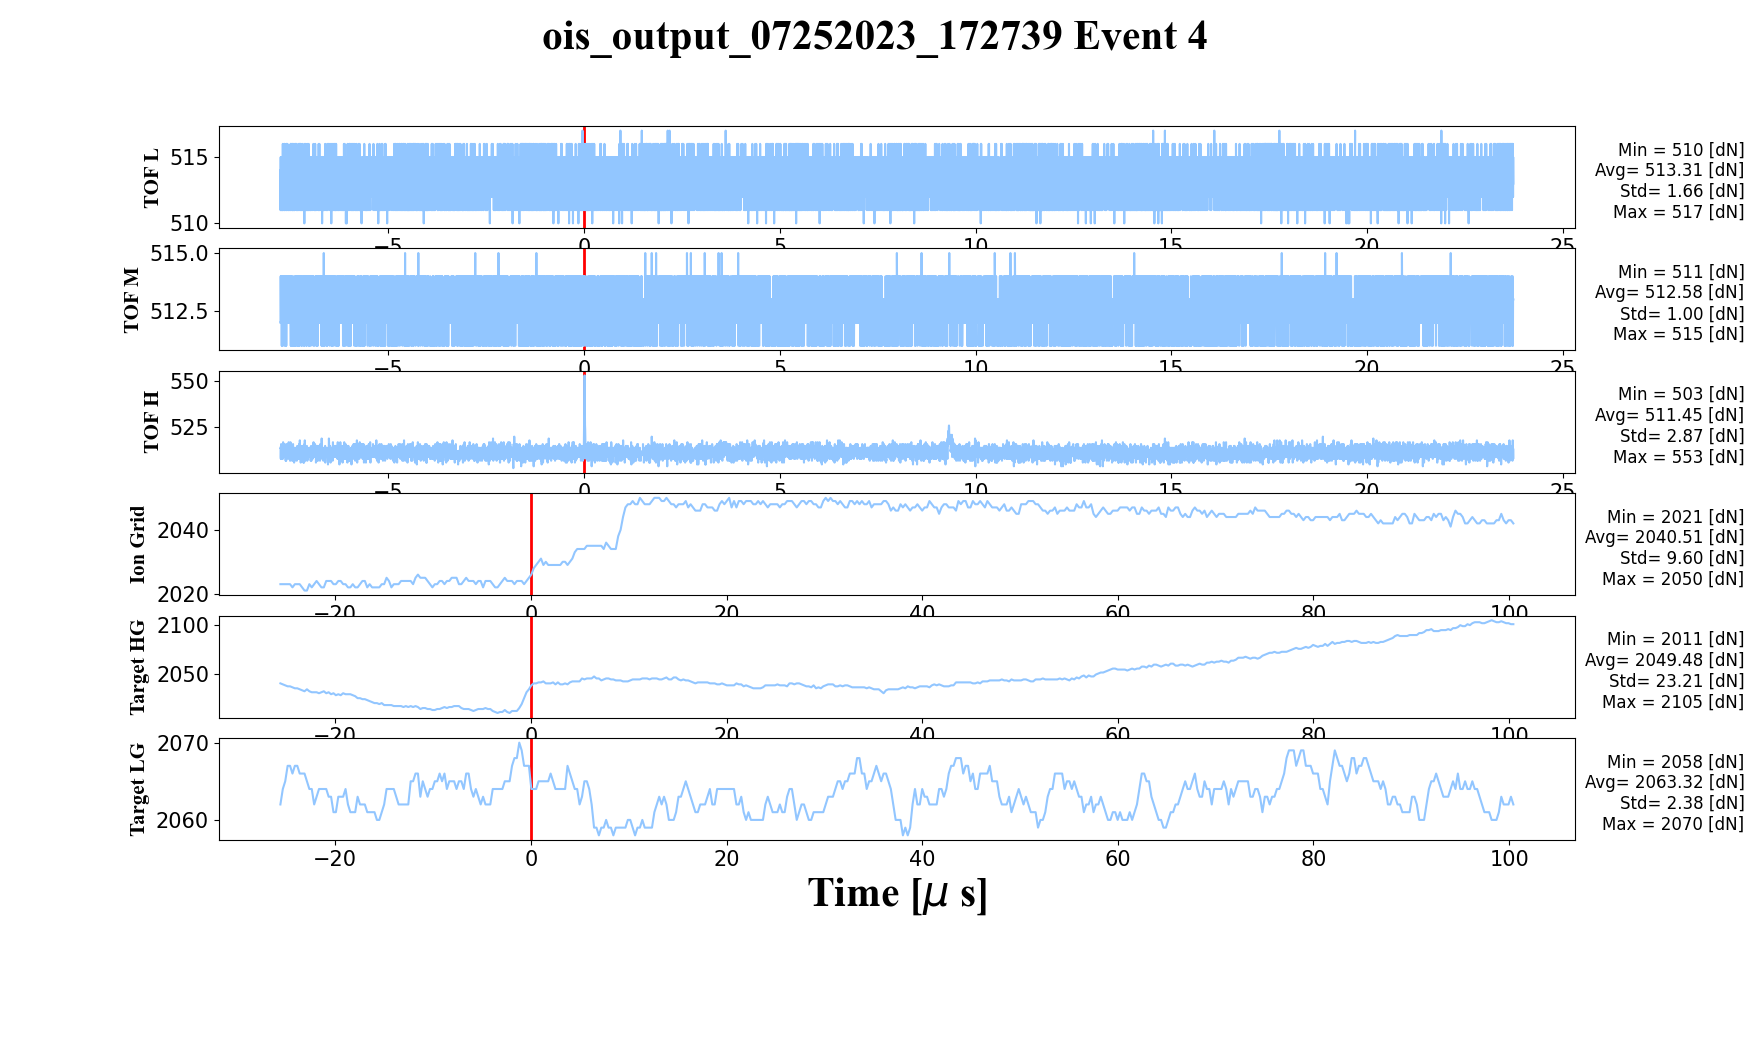 ois_output_07252023_172739 Event 4
TOF L
515
510
−5 0 5 10 15 20 25
Min = 510 [dN]
Avg= 513.31 [dN]
Std= 1.66 [dN]
Max = 517 [dN]
TOF M
515.0
512.5
−5 0 5 10 15 20 25
Min = 511 [dN]
Avg= 512.58 [dN]
Std= 1.00 [dN]
Max = 515 [dN]
TOF H
550
525
−5 0 5 10 15 20 25
Min = 503 [dN]
Avg= 511.45 [dN]
Std= 2.87 [dN]
Max = 553 [dN]
Ion Grid
2040
2020
−20 0 20 40 60 80 100
Min = 2021 [dN]
Avg= 2040.51 [dN]
Std= 9.60 [dN]
Max = 2050 [dN]
Target HG
2100
2050
−20 0 20 40 60 80 100
Min = 2011 [dN]
Avg= 2049.48 [dN]
Std= 23.21 [dN]
Max = 2105 [dN]
Target LG
2070
2060
−20 0 20 40 60 80 100
Min = 2058 [dN]
Avg= 2063.32 [dN]
Std= 2.38 [dN]
Max = 2070 [dN]
Time [μ s]